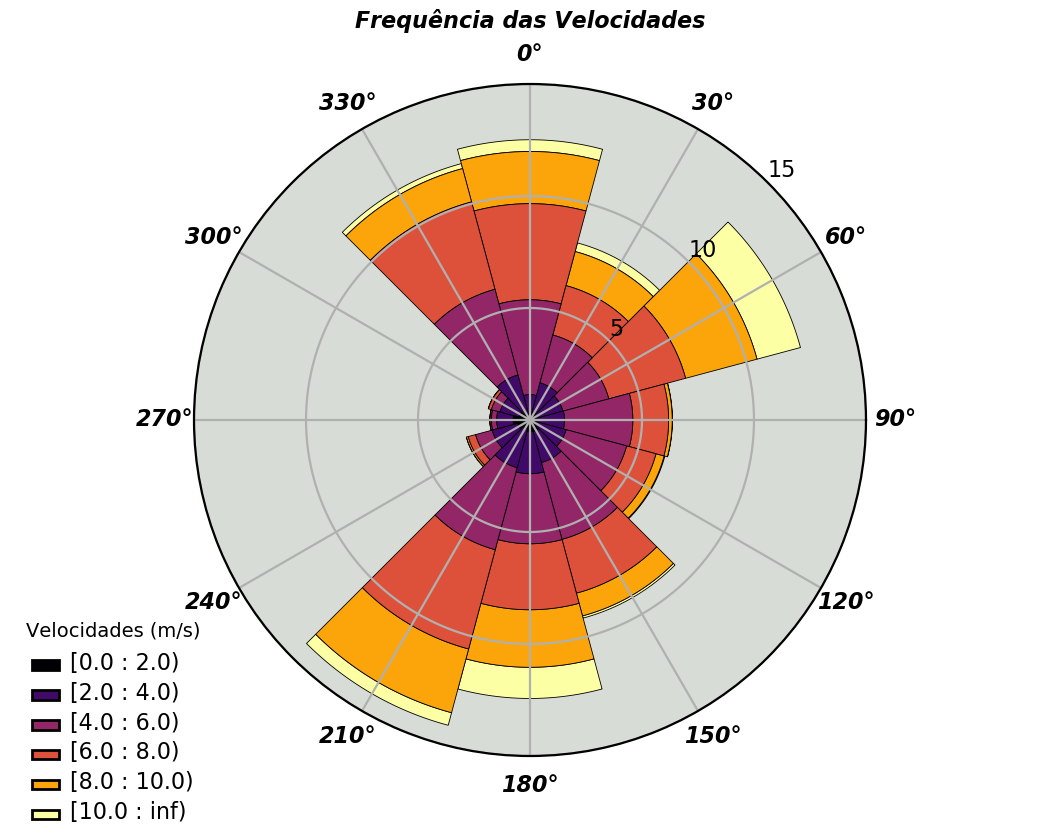 Frequência das Velocidades
0°
330°
30°
15
300°
60°
10
5
270°
90°
240°
120°
210°
150°
180°
Velocidades (m/s)
[0.0 : 2.0)
[2.0 : 4.0)
[4.0 : 6.0)
[6.0 : 8.0)
[8.0 : 10.0)
[10.0 : inf)